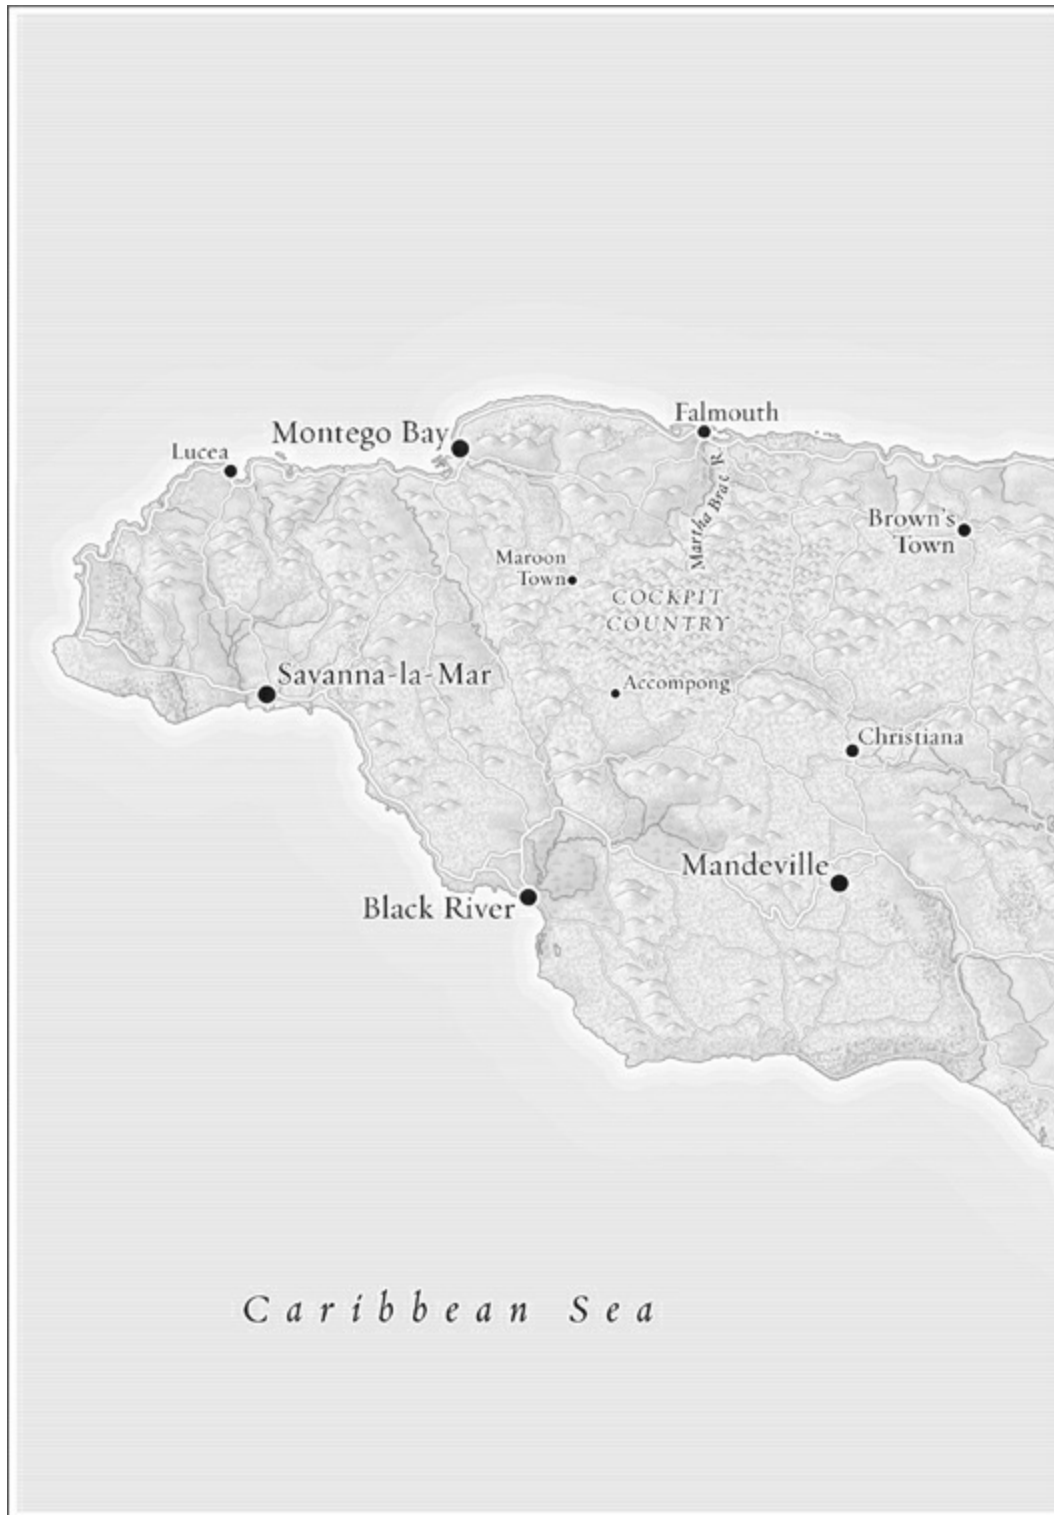 Falmouth
Montego Bay
Lucea
Martha Brae R.
Brown's
Town
Maroon
Town
COCKPIT
COUNTRY
Savanna-la-Mar
Accompong
Christiana
Mandeville
Black River
Caribbean Sea